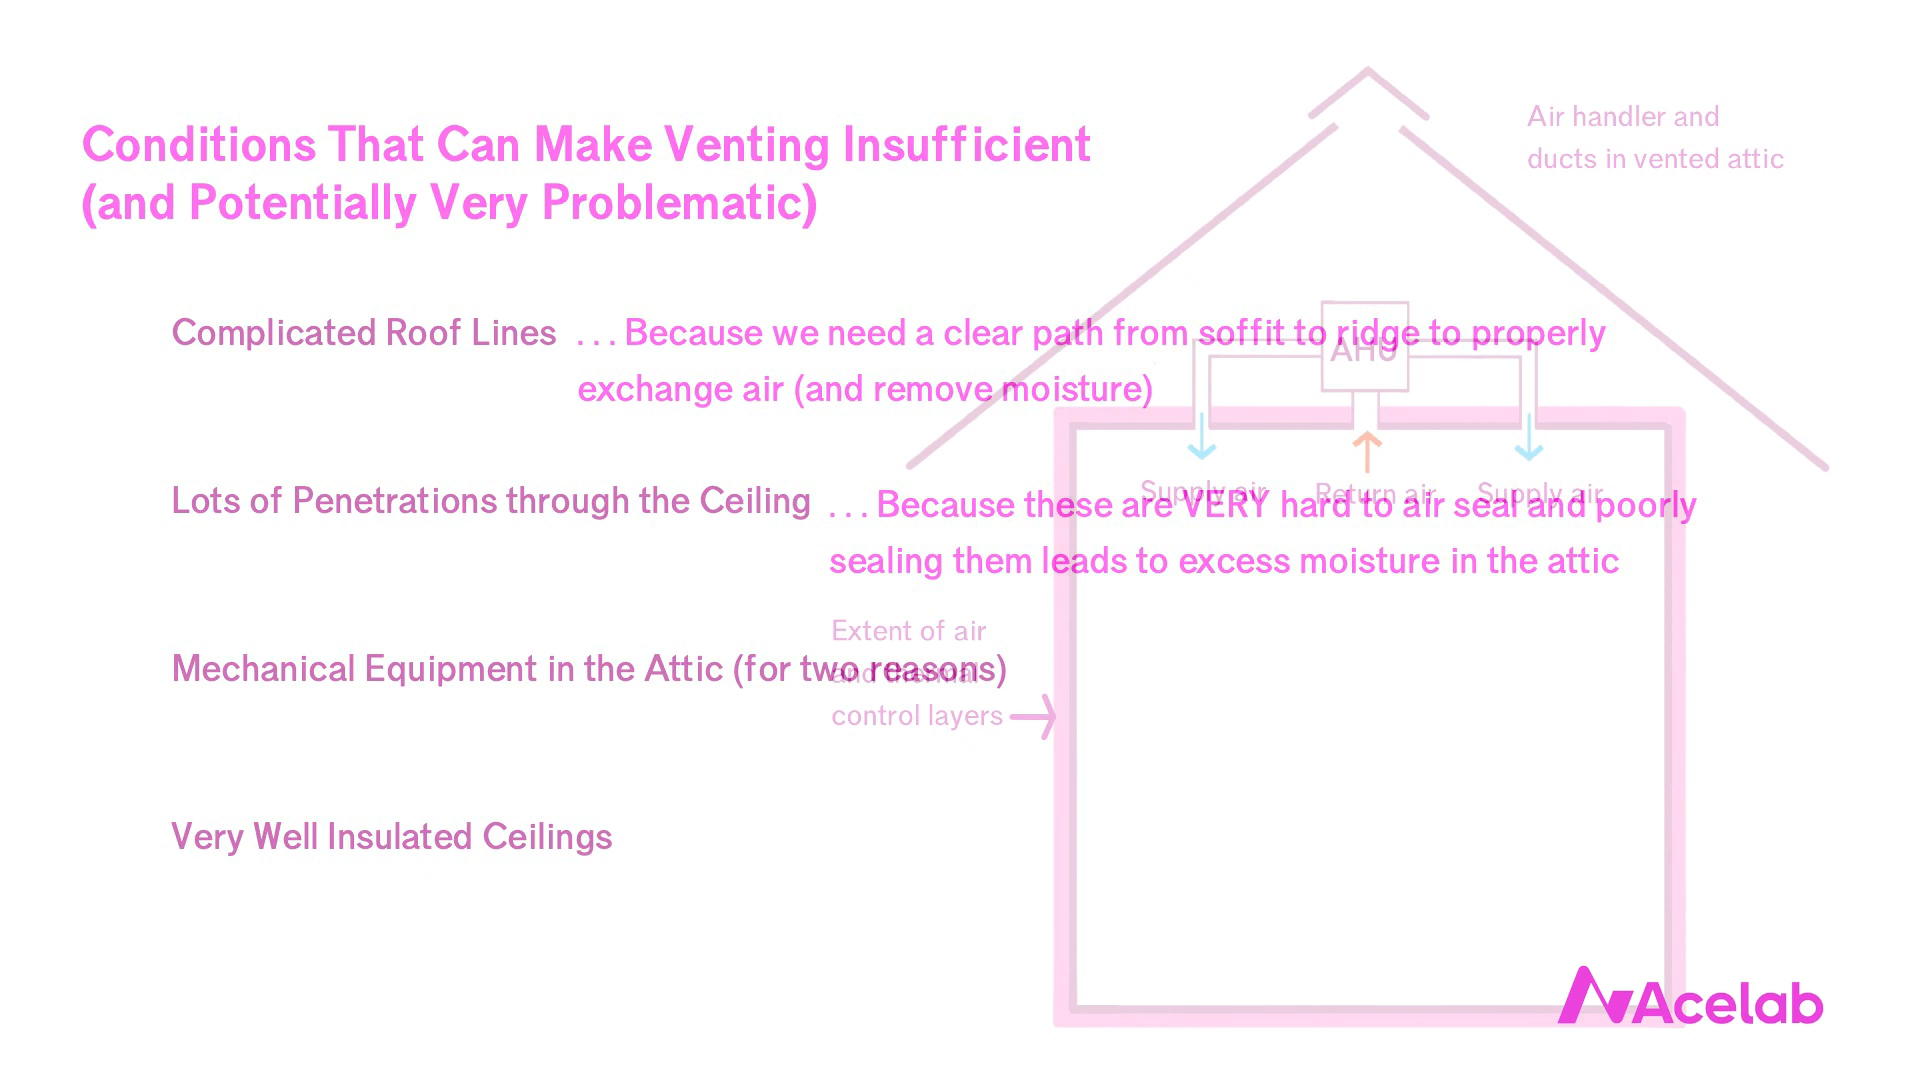 Conditions That Can Make Venting Insufficient
(and Potentially Very Problematic)
Air handler and
ducts in vented attic
Complicated Roof Lines ...Because we need a clear path from soffit to ridge to properly
exchange air (and remove moisture)
AHU
Supply air Return air Supply air
Lots of Penetrations through the Ceiling ...Because these are VERY hard to air seal and poorly
sealing them leads to excess moisture in the attic
Extent of air
and thermal
control layers
Mechanical Equipment in the Attic (for two reasons)
Very Well Insulated Ceilings
Acelab